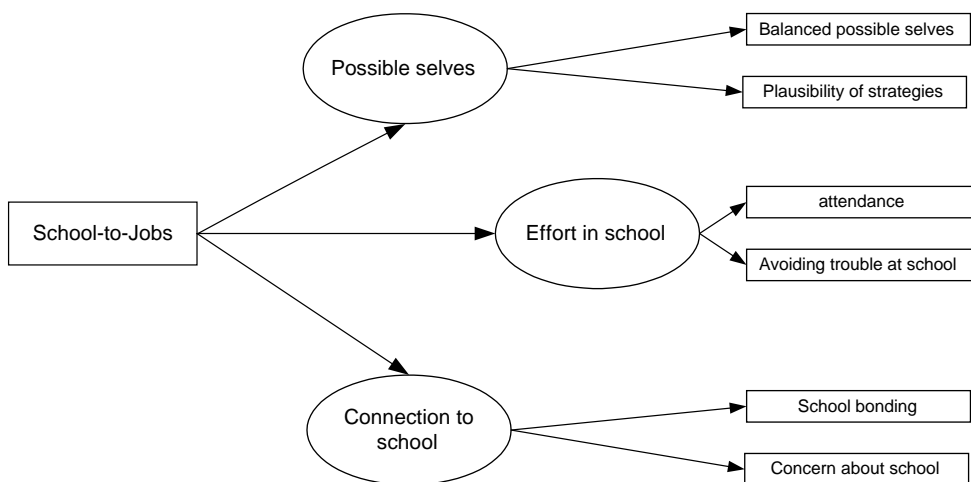 Balanced possible selves
Possible selves
Plausibility of strategies
attendance
School-to-Jobs
Effort in school
Avoiding trouble at school
School bonding
Connection to
school
Concern about school